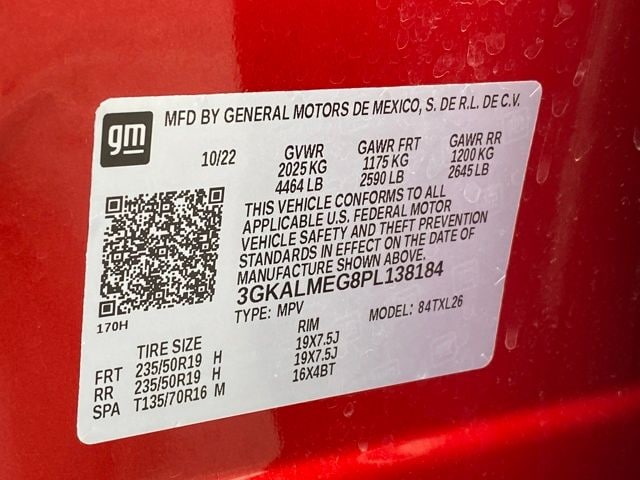 gm
MFD BY GENERAL MOTORS DE MEXICO, S. DE R.L. DE C.V.
10/22 GVWR GAWR FRT GAWR RR
2025 KG 1175 KG 1200 KG
4464 LB 2590 LB 2645 LB
THIS VEHICLE CONFORMS TO ALL
APPLICABLE U.S. FEDERAL MOTOR
VEHICLE SAFETY AND THEFT PREVENTION
STANDARDS IN EFFECT ON THE DATE OF
MANUFACTURE SHOWN ABOVE.
3GKALMEG8PL138184
TYPE: MPV MODEL: 84TXL26
170H
TIRE SIZE RIM
FRT 235/50R19 H 19X7.5J
RR 235/50R19 H 19X7.5J
SPA T135/70R16 M 16X4BT